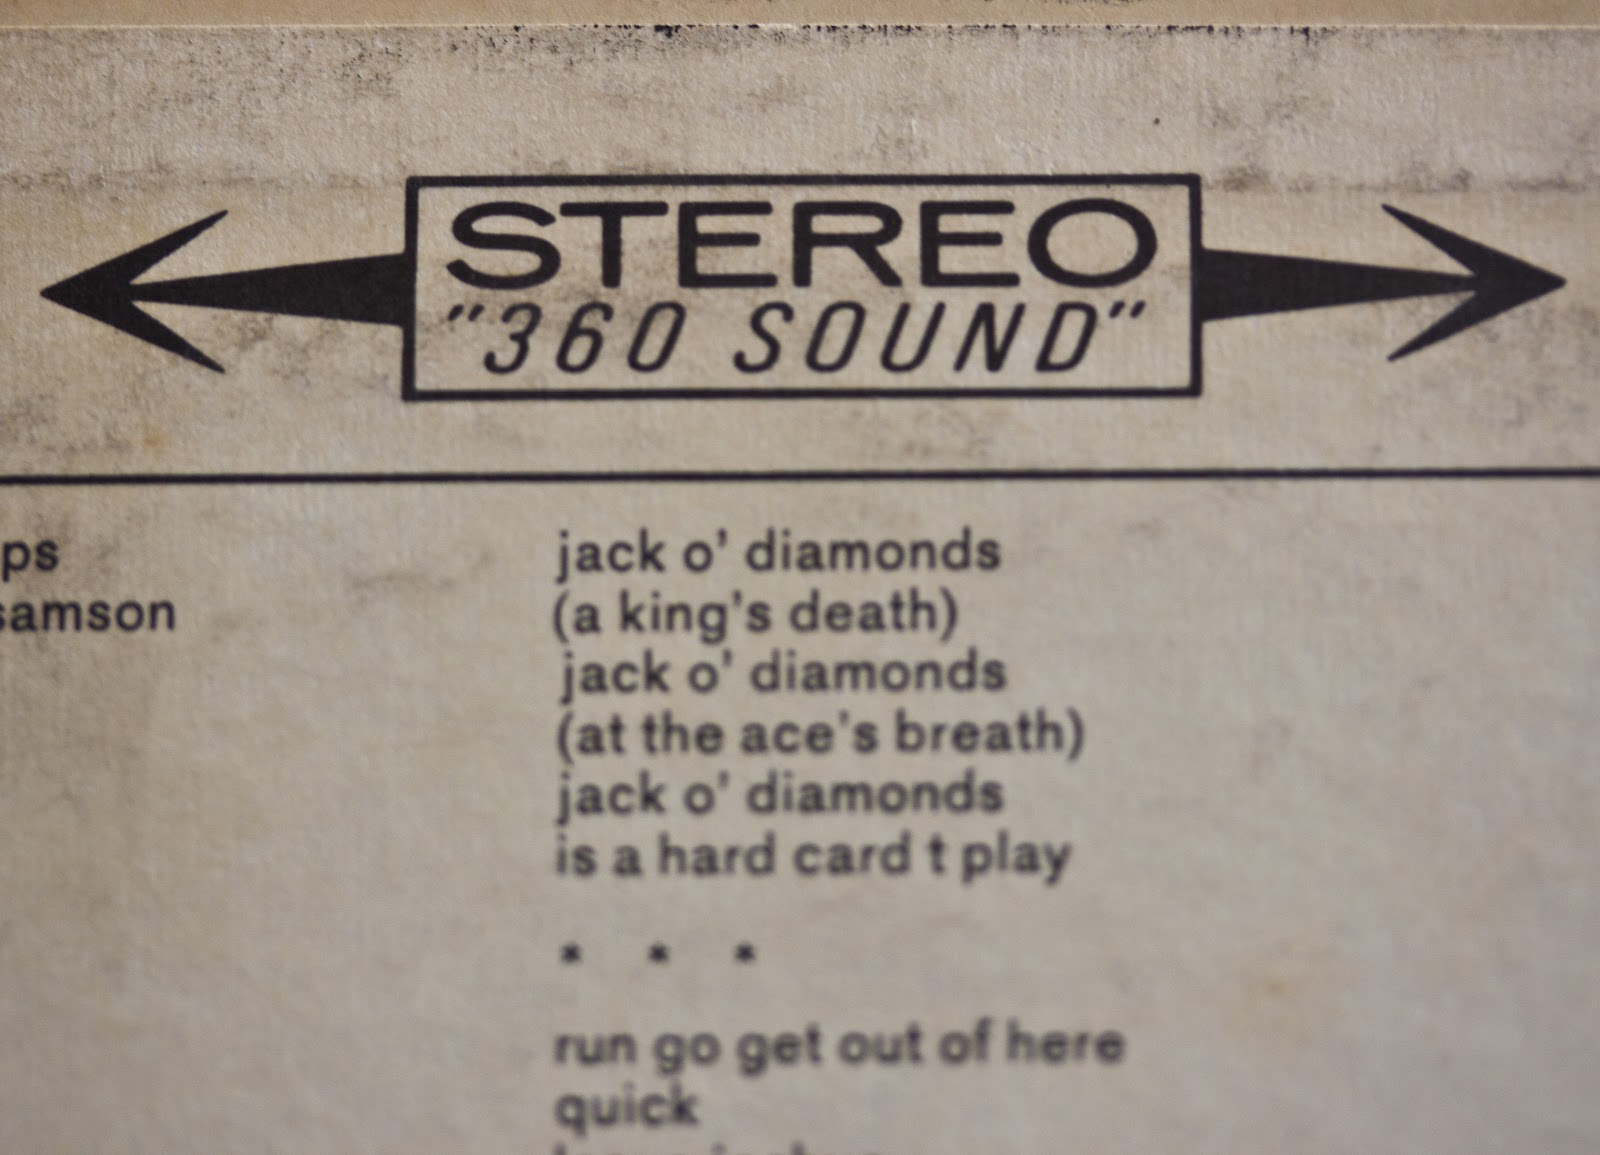 STEREO
"360 SOUND"
ps
samson
jack o' diamonds
(a king's death)
jack o' diamonds
(at the ace's breath)
jack o' diamonds
is a hard card t play
* * *
run go get out of here
quick